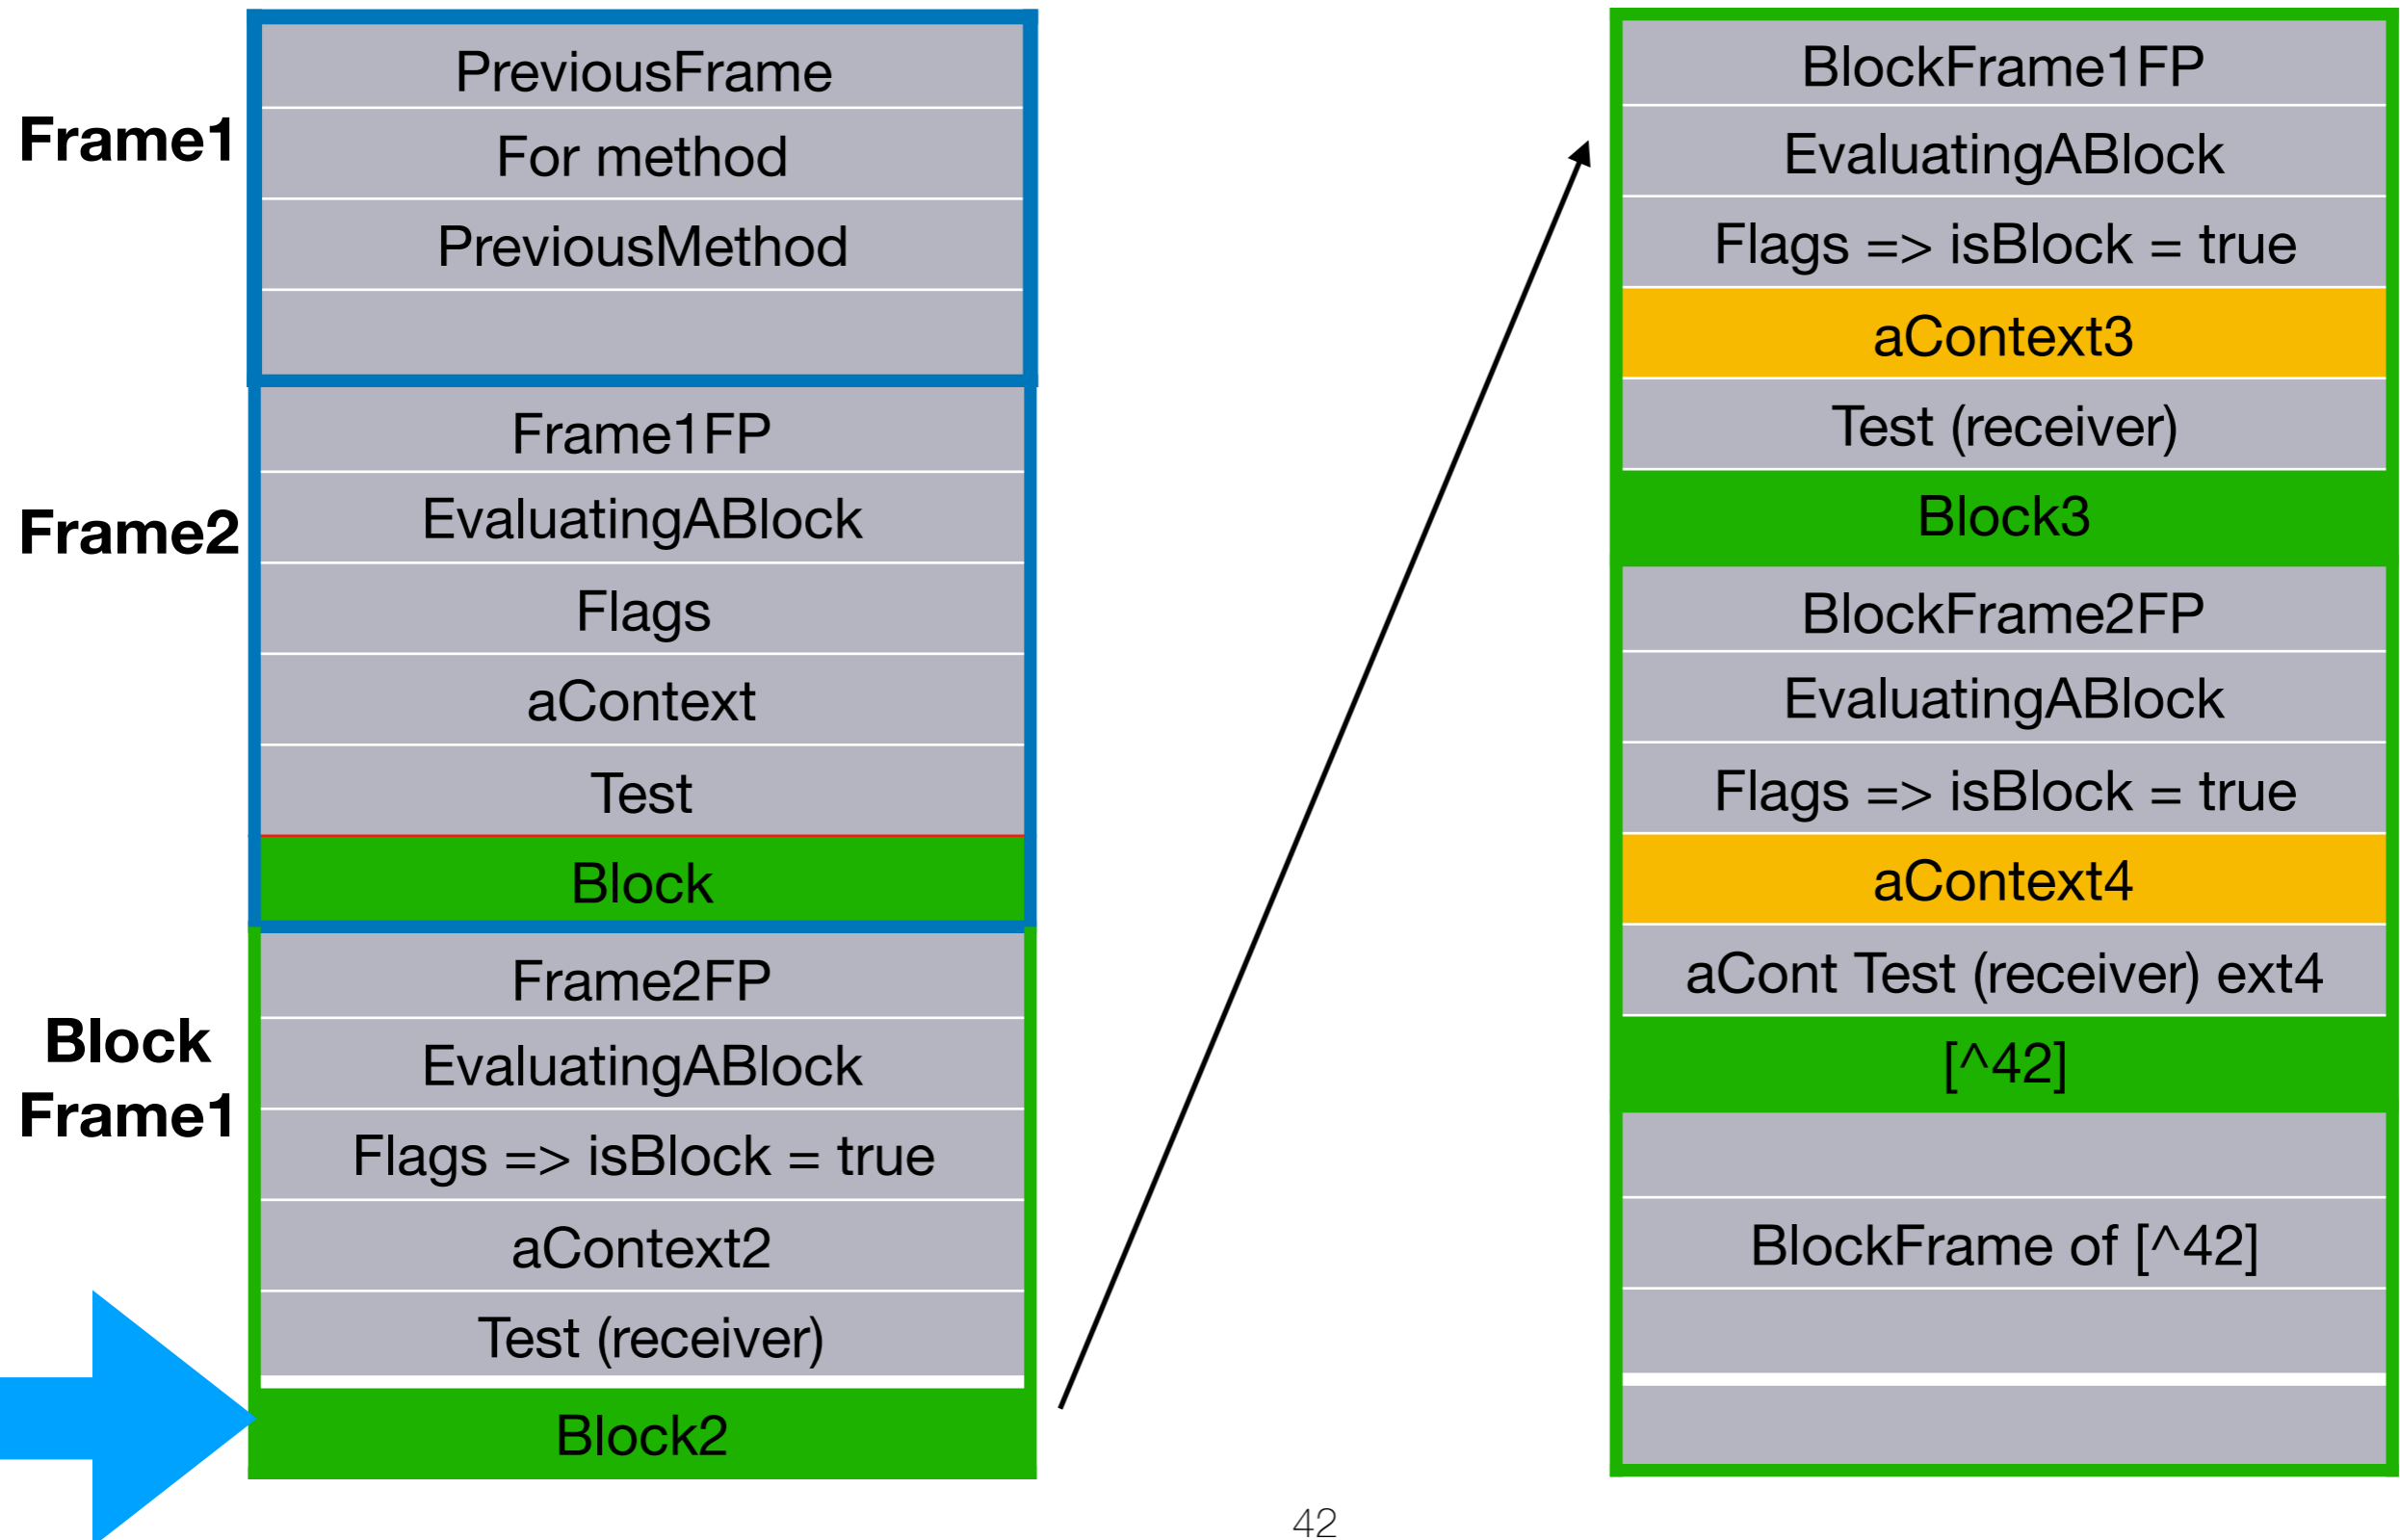 Frame1
PreviousFrame
For method
PreviousMethod
Frame2
Frame1FP
EvaluatingABlock
Flags
aContext
Test
Block
Block
Frame1
Frame2FP
EvaluatingABlock
Flags => isBlock = true
aContext2
Test (receiver)
Block2
BlockFrame1FP
EvaluatingABlock
Flags => isBlock = true
aContext3
Test (receiver)
Block3
BlockFrame2FP
EvaluatingABlock
Flags => isBlock = true
aContext4
aCont Test (receiver) ext4
[^42]
BlockFrame of [^42]
42